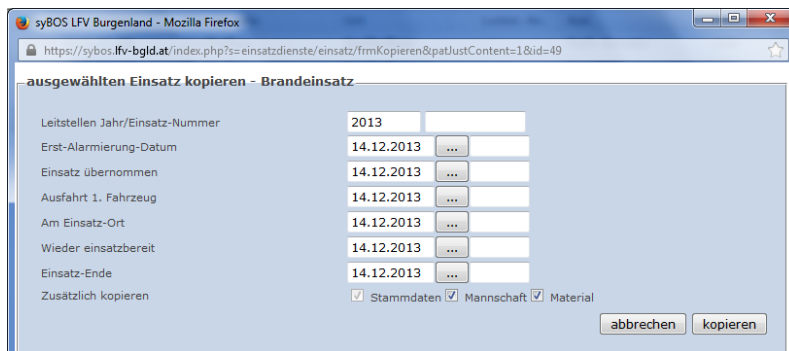 syBOS LFV Burgenland - Mozilla Firefox
https://sybos.lfv-bgld.at/index.php?s=einsatzdienste/einsatz/frmKopieren&patJustContent=1&id=49
ausgewählten Einsatz kopieren - Brandeinsatz
Leitstellen Jahr/Einsatz-Nummer 2013
Erst-Alarmierung-Datum 14.12.2013 ...
Einsatz übernommen 14.12.2013 ...
Ausfahrt 1. Fahrzeug 14.12.2013 ...
Am Einsatz-Ort 14.12.2013 ...
Wieder einsatzbereit 14.12.2013 ...
Einsatz-Ende 14.12.2013 ...
Zusätzlich kopieren Stammdaten Mannschaft Material
abbrechen kopieren